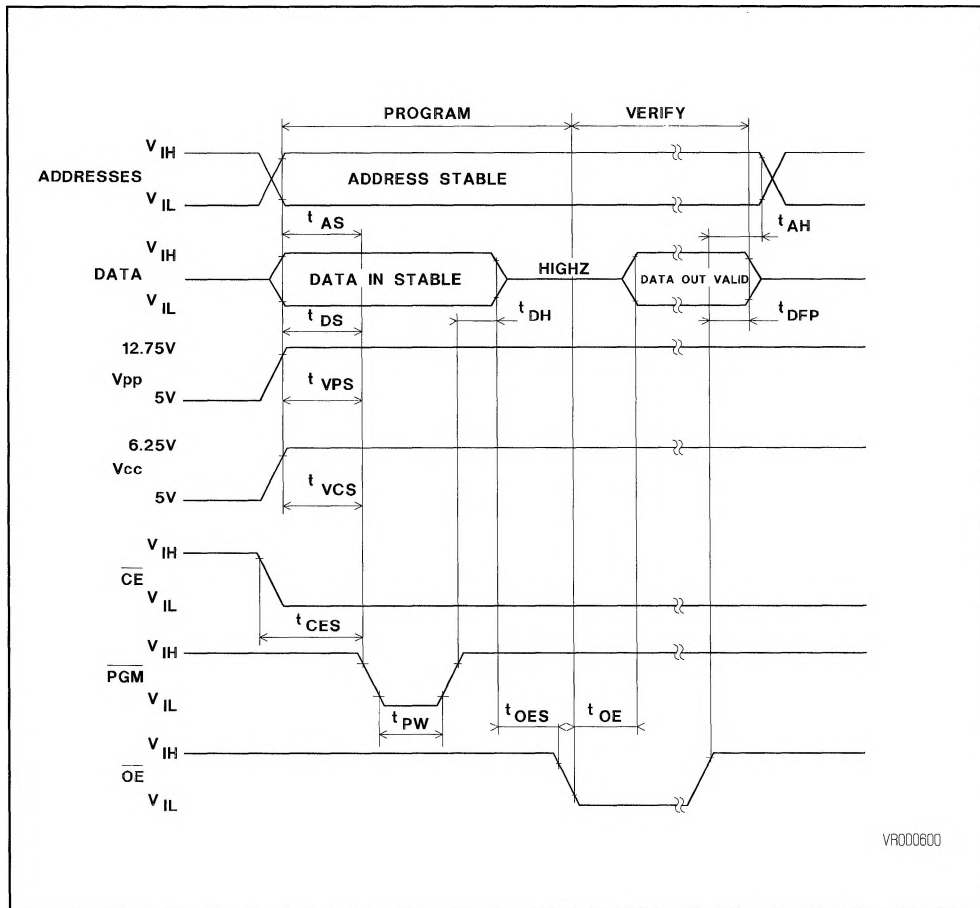 PROGRAM VERIFY
V IH
ADDRESSES ADDRESS STABLE
V IL
t AS t AH
V IH
DATA DATA IN STABLE HIGHZ DATA OUT VALID
V IL
t DS t DH t DFP
12.75V
Vpp t VPS
5V
6.25V
Vcc
t VCS
5V
V IH
CE
V IL
t CES
V IH
PGM
V IL
t PW t OES t OE
V IH
OE
V IL
VR000600